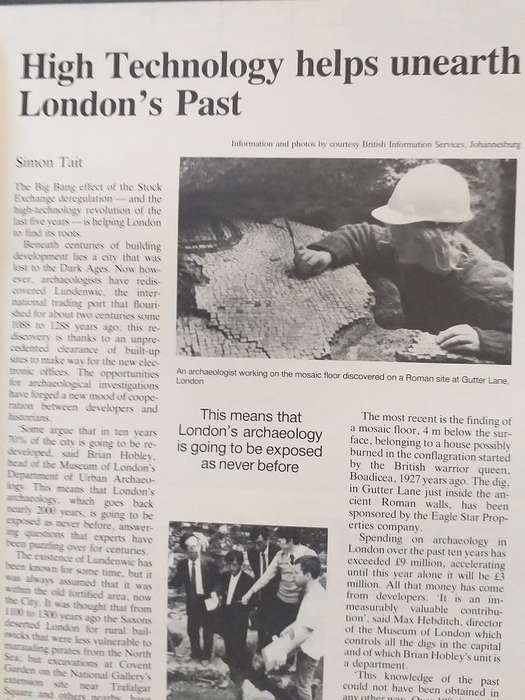 High Technology helps unearth
London's Past
Information and photos by courtesy British Information Services, Johannesburg
Simon Tait
The Big Bang effect of the Stock
Exchange deregulation — and the
high-technology revolution of the
last five years — is helping London
to find its roots.
Beneath centuries of building
development lies a city that was
lost to the Dark Ages. Now how-
ever, archaeologists have redis-
covered Lundenwic, the inter-
national trading port that flouri-
shed for about two centuries some
1088 to 1288 years ago; this re-
discovery is thanks to an unpre-
cedented clearance of built-up
sites to make way for the new elec-
tronic offices. The opportunities
for archaeological investigations
have forged a new mood of coope-
ration between developers and
historians.
'Some argue that in ten years
70% of the city is going to be re-
developed, said Brian Hobley,
head of the Museum of London's
Department of Urban Archaeo-
logy. This means that London's
archaeology, which goes back
nearly 2000 years, is going to be
exposed as never before, answer-
ing questions that experts have
been puzzling over for centuries.
The existence of Lundenwic has
been known for some time, but it
was always assumed that it was
within the old fortified area, now
the City. It was thought that from
1100 to 1300 years ago the Saxons
deserted London for rural bail-
iwicks that were less vulnerable to
marauding pirates from the North
Sea; but excavations at Covent
Garden on the National Gallery's
extension site near Trafalgar
Square and others nearby, have
An archaeologist working on the mosaic floor discovered on a Roman site at Gutter Lane,
London
This means that
London's archaeology
is going to be exposed
as never before
The most recent is the finding of
a mosaic floor, 4 m below the sur-
face, belonging to a house possibly
burned in the conflagration started
by the British warrior queen,
Boadicea, 1927 years ago. The dig,
in Gutter Lane just inside the an-
cient Roman walls, has been
sponsored by the Eagle Star Prop-
erties company.
Spending on archaeology in
London over the past ten years has
exceeded £9 million, accelerating
until this year alone it will be £3
million. All that money has come
from developers. 'It is an im-
measurably valuable contribu-
tion', said Max Hebditch, director
of the Museum of London which
controls all the digs in the capital
and of which Brian Hobley's unit is
a department.
'This knowledge of the past
could not have been obtained in
any other way. Over 100